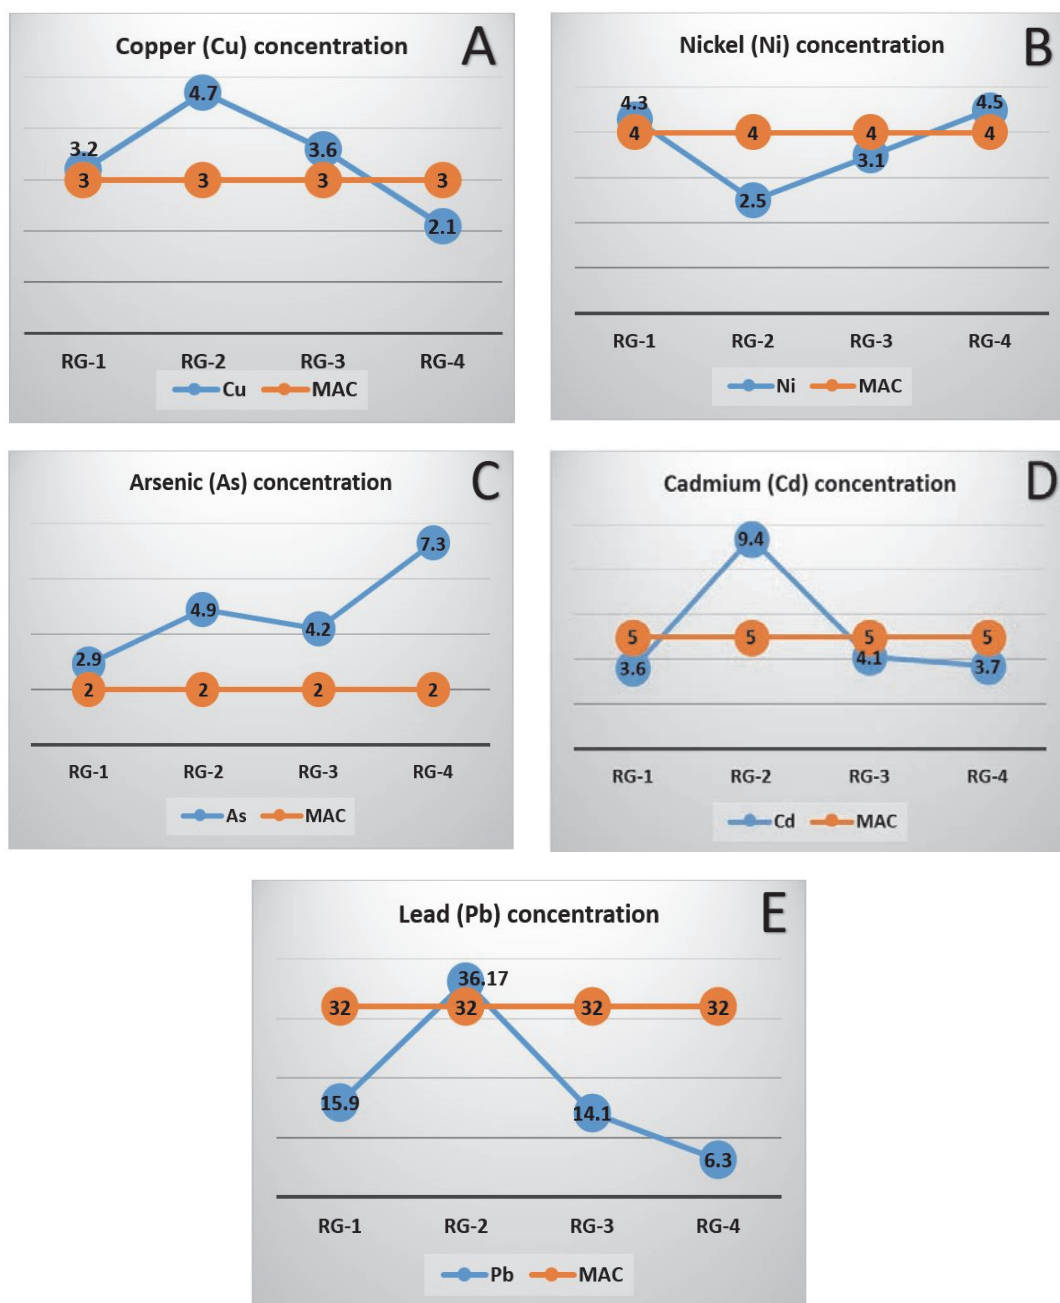 Copper (Cu) concentration
A
3.2
4.7
3.6
2.1
3
3
3
3
RG-1
RG-2
RG-3
RG-4
Cu
MAC
Nickel (Ni) concentration
B
4.3
2.5
3.1
4.5
4
4
4
4
RG-1
RG-2
RG-3
RG-4
Ni
MAC
Arsenic (As) concentration
C
2.9
4.9
4.2
7.3
2
2
2
2
RG-1
RG-2
RG-3
RG-4
As
MAC
Cadmium (Cd) concentration
D
3.6
9.4
4.1
3.7
5
5
5
5
RG-1
RG-2
RG-3
RG-4
Cd
MAC
Lead (Pb) concentration
E
15.9
36.17
14.1
6.3
32
32
32
32
RG-1
RG-2
RG-3
RG-4
Pb
MAC